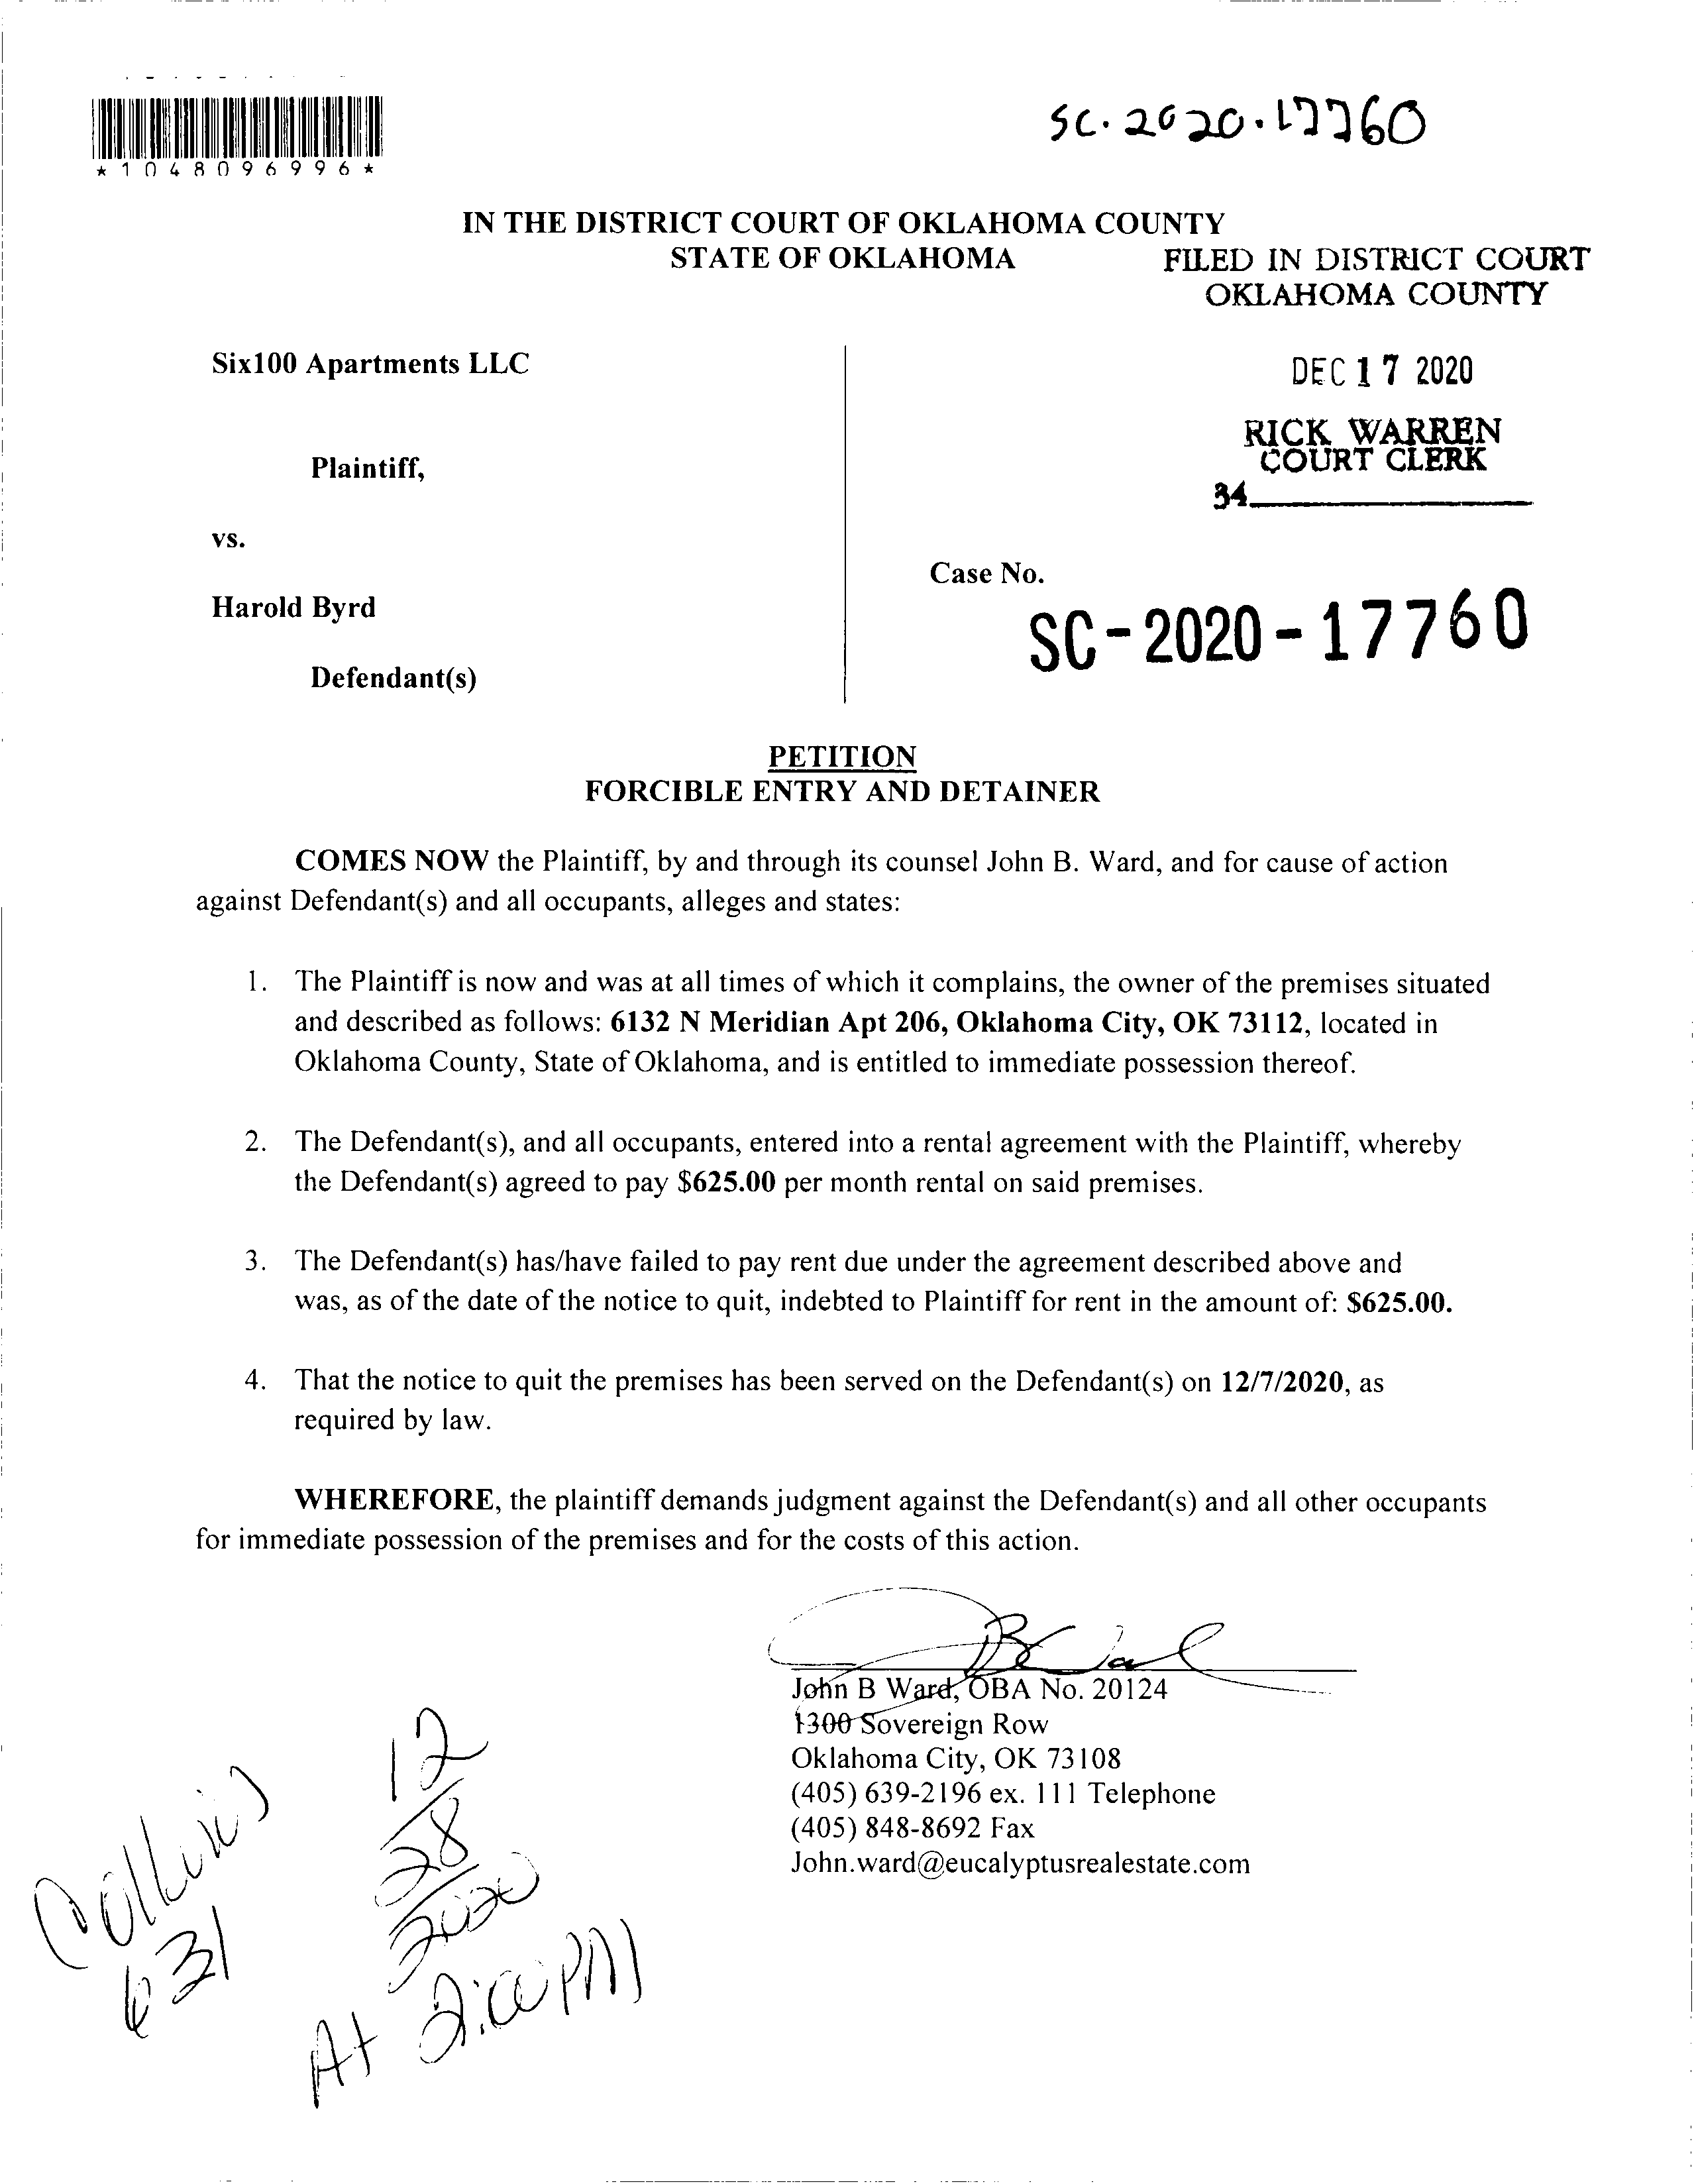 *1048096996*
SC.2020.17760
IN THE DISTRICT COURT OF OKLAHOMA COUNTY
STATE OF OKLAHOMA
FILED IN DISTRICT COURT
OKLAHOMA COUNTY
Six100 Apartments LLC
DEC 17 2020
RICK WARREN
COURT CLERK
Plaintiff,
34
vs.
Case No.
Harold Byrd
SC-2020-17760
Defendant(s)
PETITION
FORCIBLE ENTRY AND DETAINER
COMES NOW the Plaintiff, by and through its counsel John B. Ward, and for cause of action
against Defendant(s) and all occupants, alleges and states:
1. The Plaintiff is now and was at all times of which it complains, the owner of the premises situated
and described as follows: 6132 N Meridian Apt 206, Oklahoma City, OK 73112, located in
Oklahoma County, State of Oklahoma, and is entitled to immediate possession thereof.
2. The Defendant(s), and all occupants, entered into a rental agreement with the Plaintiff, whereby
the Defendant(s) agreed to pay $625.00 per month rental on said premises.
3. The Defendant(s) has/have failed to pay rent due under the agreement described above and
was, as of the date of the notice to quit, indebted to Plaintiff for rent in the amount of: $625.00.
4. That the notice to quit the premises has been served on the Defendant(s) on 12/7/2020, as
required by law.
WHEREFORE, the plaintiff demands judgment against the Defendant(s) and all other occupants
for immediate possession of the premises and for the costs of this action.
John B Ward, OBA No. 20124
1300 Sovereign Row
Oklahoma City, OK 73108
(405) 639-2196 ex. 111 Telephone
(405) 848-8692 Fax
John.ward@eucalyptusrealestate.com
Collins
631
12
28
2020
At 2:00PM